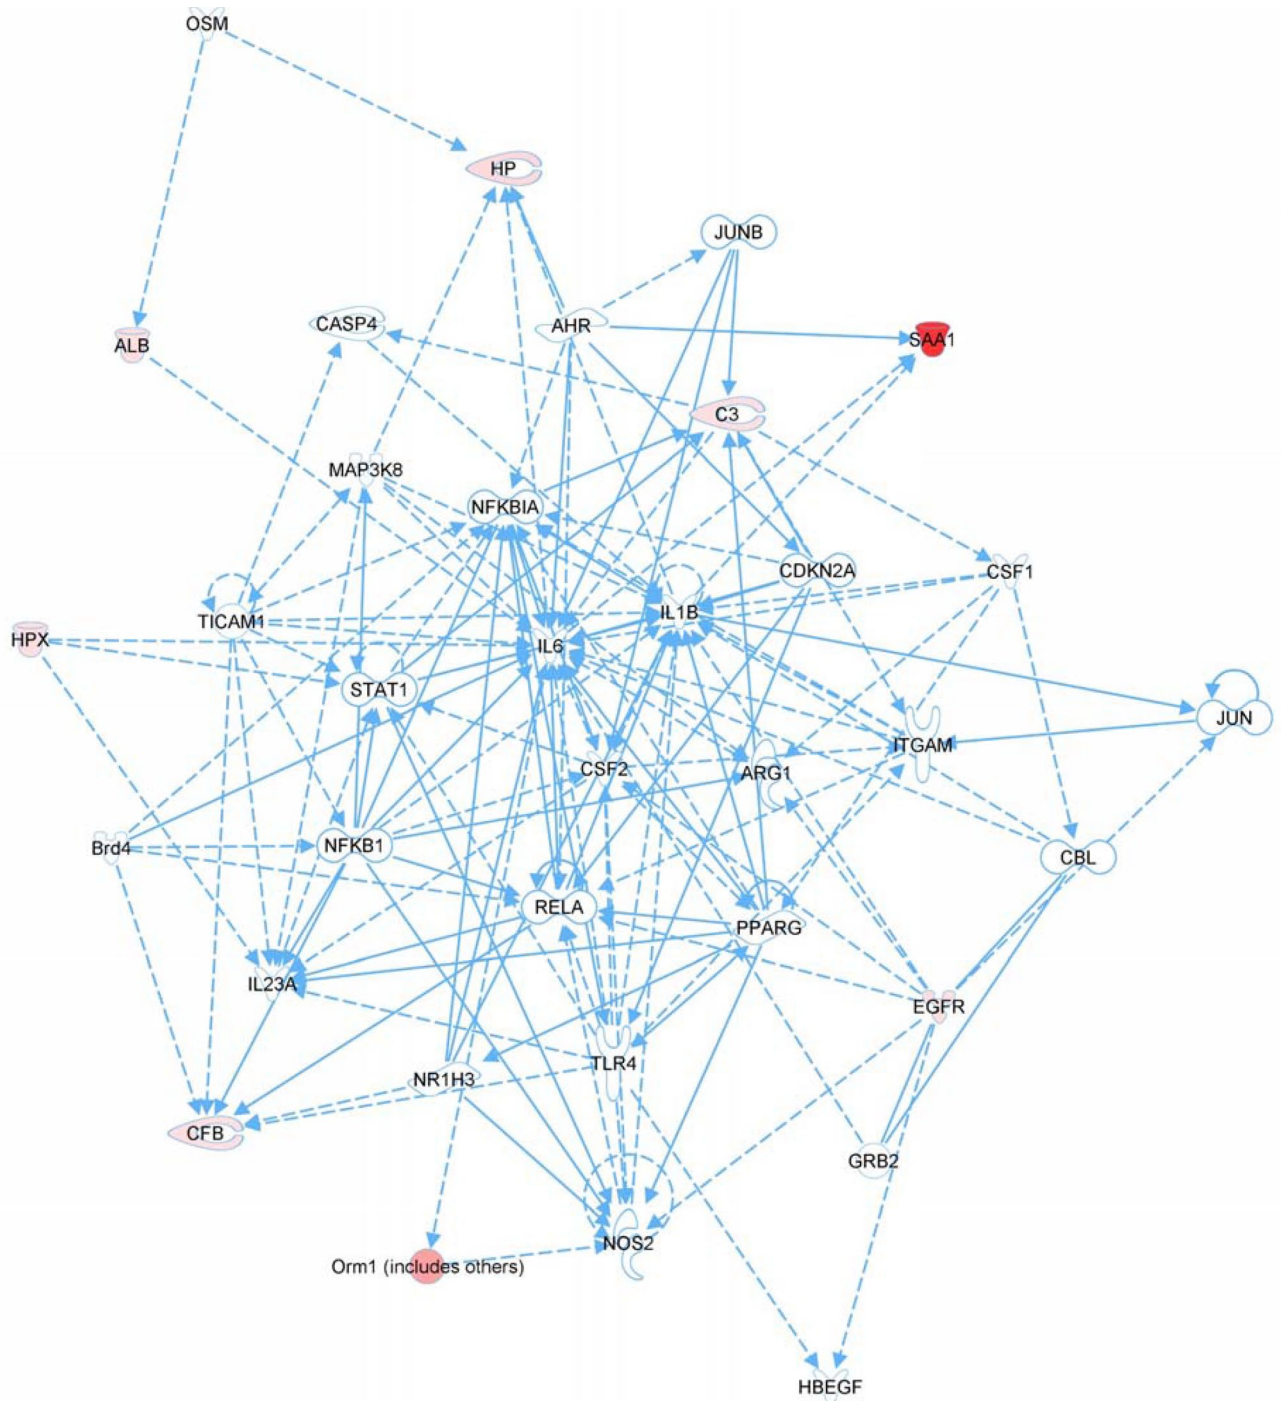 OSM
HP
JUNB
CASP4
AHR
SAA1
ALB
C3
MAP3K8
NFKBIA
CDKN2A
CSF1
TICAM1
IL1B
HPX
IL6
STAT1
JUN
ITGAM
CSF2
ARG1
Brd4
NFKB1
CBL
RELA
PPARG
IL23A
EGFR
TLR4
NR1H3
CFB
GRB2
NOS2
Orm1 (includes others)
HBEGF